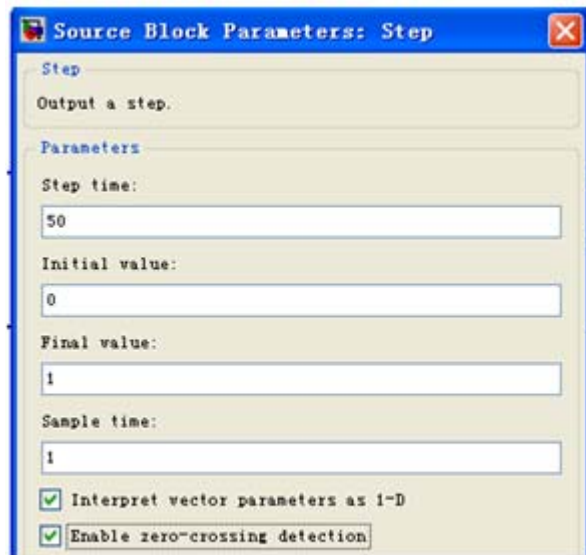 Source Block Parameters: Step
Step
Output a step.
Parameters
Step time:
50
Initial value:
0
Final value:
1
Sample time:
1
Interpret vector parameters as 1-D
Enable zero-crossing detection